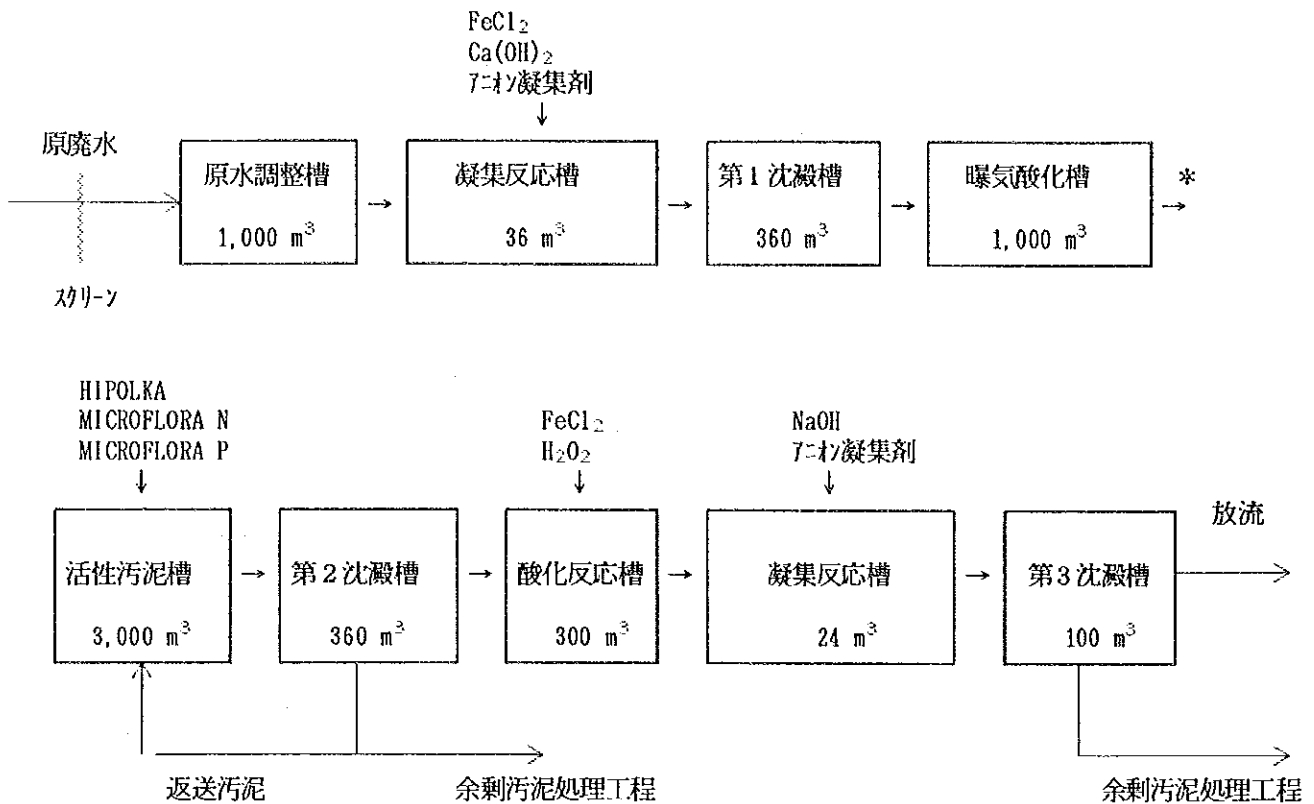 FeCl₂
Ca(OH)₂
ｱﾆｵﾝ凝集剤
原廃水
原水調整槽
1,000 m³
凝集反応槽
36 m³
第1沈澱槽
360 m³
曝気酸化槽
1,000 m³
*
ｽｸﾘｰﾝ
HIPOLKA
MICROFLORA N
MICROFLORA P
FeCl₂
H₂O₂
NaOH
ｱﾆｵﾝ凝集剤
活性汚泥槽
3,000 m³
第2沈澱槽
360 m³
酸化反応槽
300 m³
凝集反応槽
24 m³
第3沈澱槽
100 m³
放流
返送汚泥
余剰汚泥処理工程
余剰汚泥処理工程